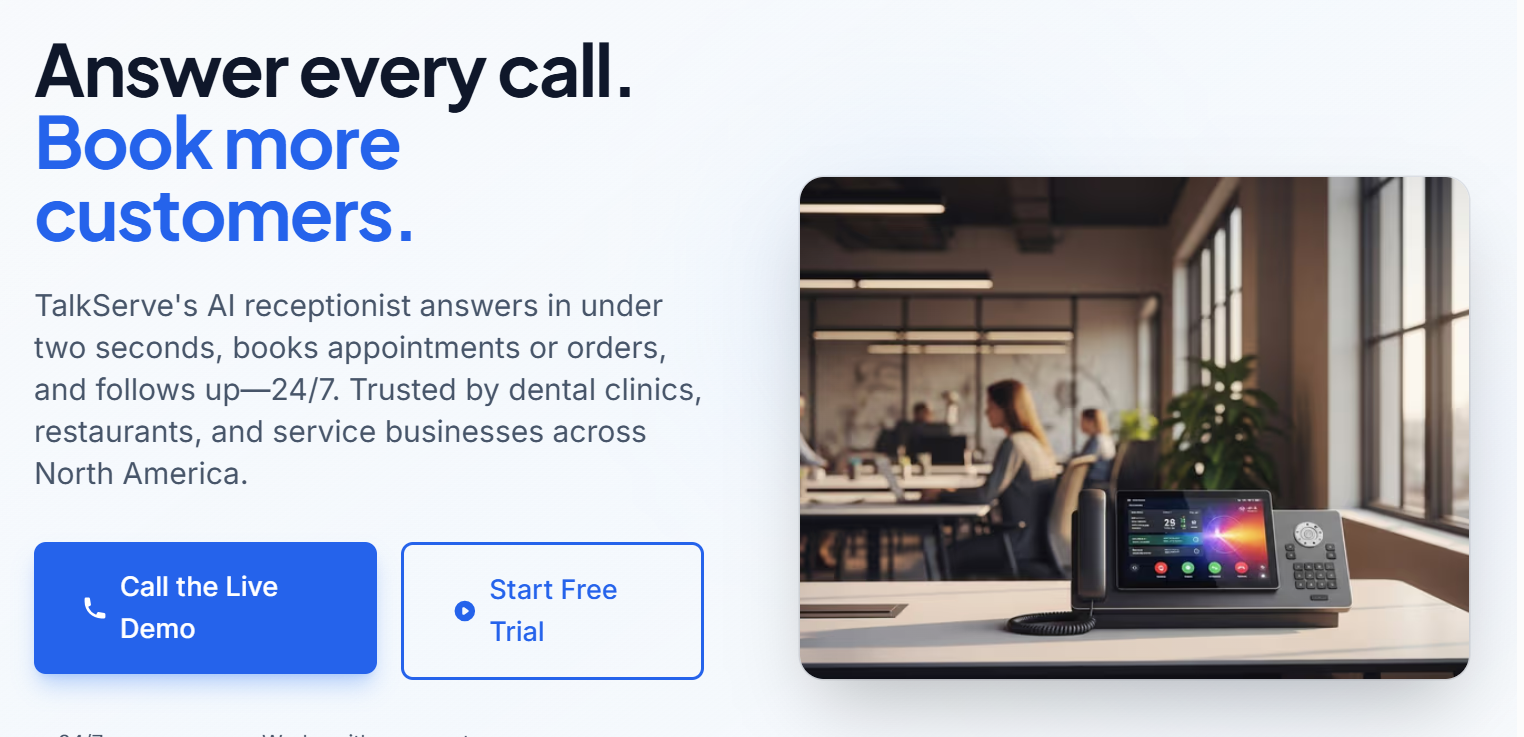 Answer every call.
Book more
customers.
TalkServe's AI receptionist answers in under
two seconds, books appointments or orders,
and follows up—24/7. Trusted by dental clinics,
restaurants, and service businesses across
North America.
Call the Live
Demo
Start Free
Trial